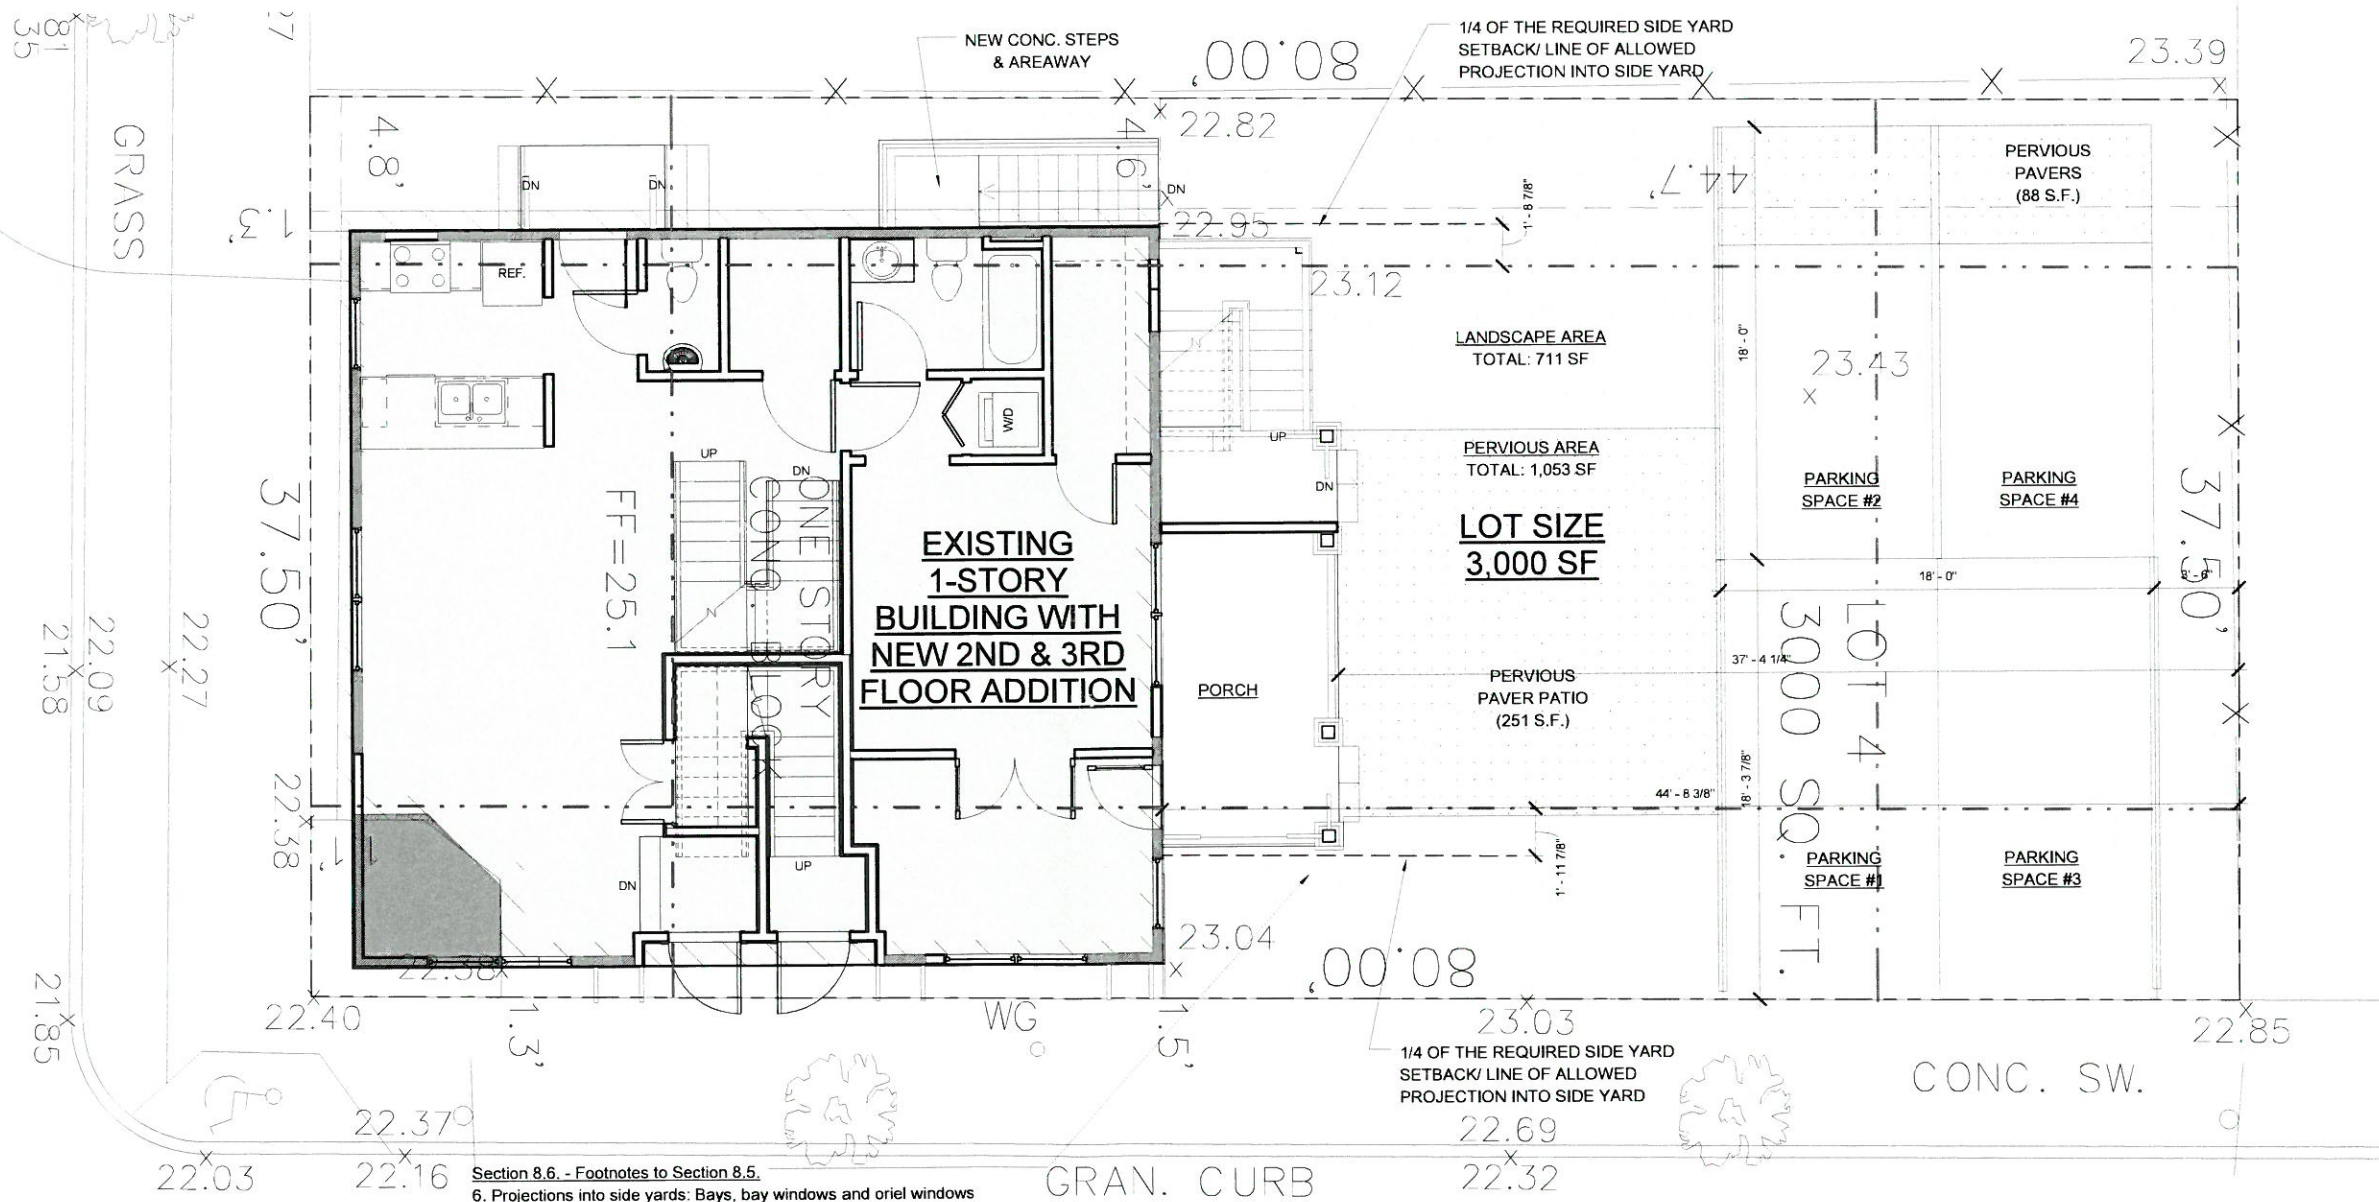 NEW CONC. STEPS
& AREAWAY
80.00'
1/4 OF THE REQUIRED SIDE YARD
SETBACK/ LINE OF ALLOWED
PROJECTION INTO SIDE YARD
23.39
22.82
4.8'
4.6'
GRASS
1.3'
DN
DN
DN
22.95
1' - 8 7/8"
44.7'
PERVIOUS
PAVERS
(88 S.F.)
REF.
23.12
LANDSCAPE AREA
TOTAL: 711 SF
18' - 0"
23.43
W/D
UP
DN
UP
DN
PERVIOUS AREA
TOTAL: 1,053 SF
LOT SIZE
3,000 SF
PARKING
SPACE #2
PARKING
SPACE #4
37.50'
FF=25.1
ONE STORY
CONC. BLOCK
EXISTING
1-STORY
BUILDING WITH
NEW 2ND & 3RD
FLOOR ADDITION
18' - 0"
37.50'
LOT 4
3000 SQ. FT.
37' - 4 1/4"
21.58
22.09
22.27
PORCH
PERVIOUS
PAVER PATIO
(251 S.F.)
44' - 8 3/8"
18' - 3 7/8"
22.38
1.1'
DN
UP
1' - 11 7/8"
PARKING
SPACE #1
PARKING
SPACE #3
23.04
80.00'
21.85
22.40
1.3'
WG
1.5'
23.03
22.85
1/4 OF THE REQUIRED SIDE YARD
SETBACK/ LINE OF ALLOWED
PROJECTION INTO SIDE YARD
CONC. SW.
22.37
22.69
22.03
22.16
22.32
GRAN. CURB
Section 8.6. - Footnotes to Section 8.5.
6. Projections into side yards: Bays, bay windows and oriel windows